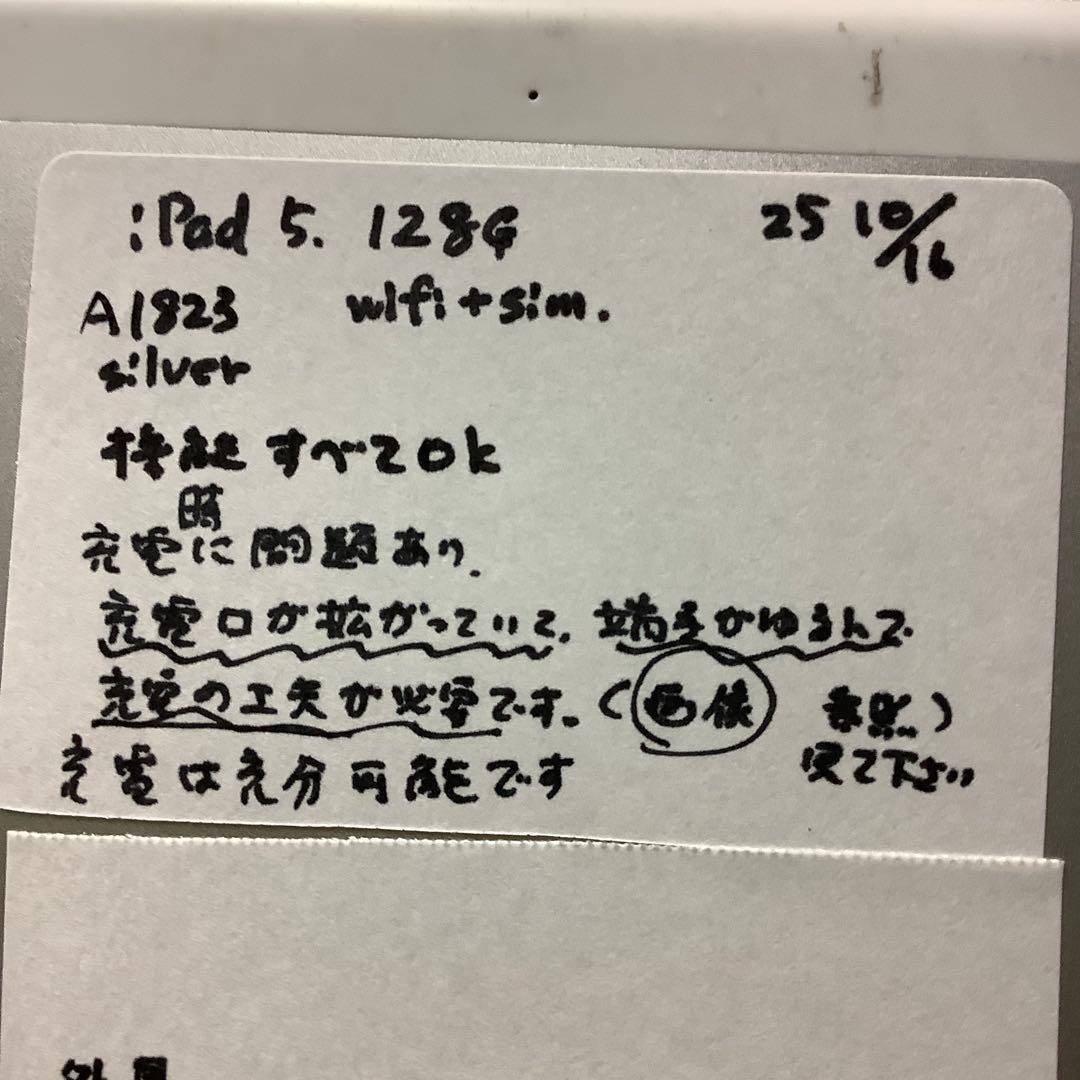 iPad 5. 128G 25 10/16
A1823 wifi+sim.
silver
機能 すべてok
充電時に問題あり.
充電口が拡がっていて、端子がゆるんで
充電の工夫が必要です。(画像 参照)
見て下さい
充電は充分可能です
外見